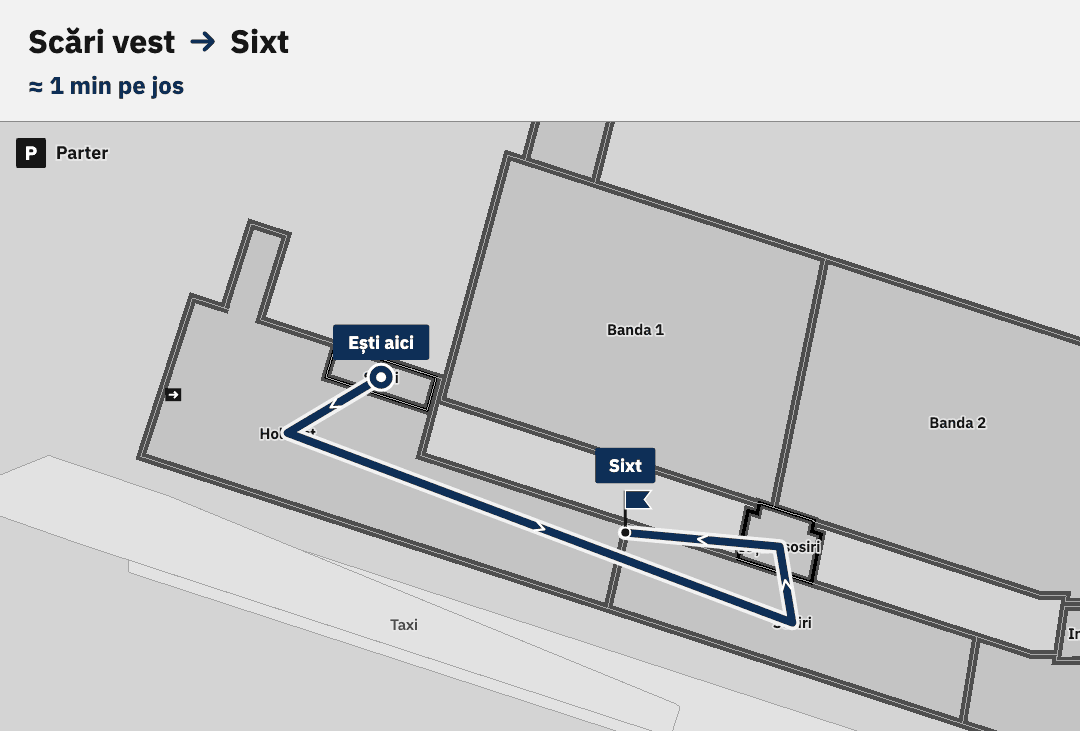 Scări vest → Sixt
≈ 1 min pe jos
P Parter
Ești aici
Banda 1
Banda 2
Sixt
Taxi